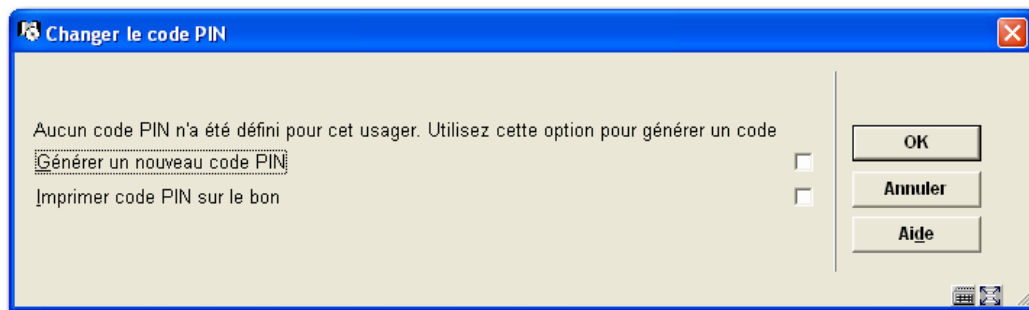 Changer le code PIN
Aucun code PIN n'a été défini pour cet usager. Utilisez cette option pour générer un code
Générer un nouveau code PIN
Imprimer code PIN sur le bon
OK
Annuler
Aide